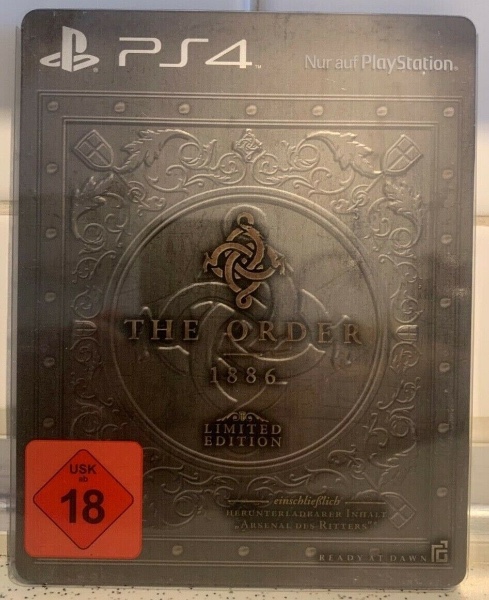 PS4
Nur auf PlayStation.
THE ORDER
1886
LIMITED
EDITION
USK
ab
18
einschließlich
HERUNTERLADBARER INHALT
„ARSENAL DES RITTERS“*
READY AT DAWN